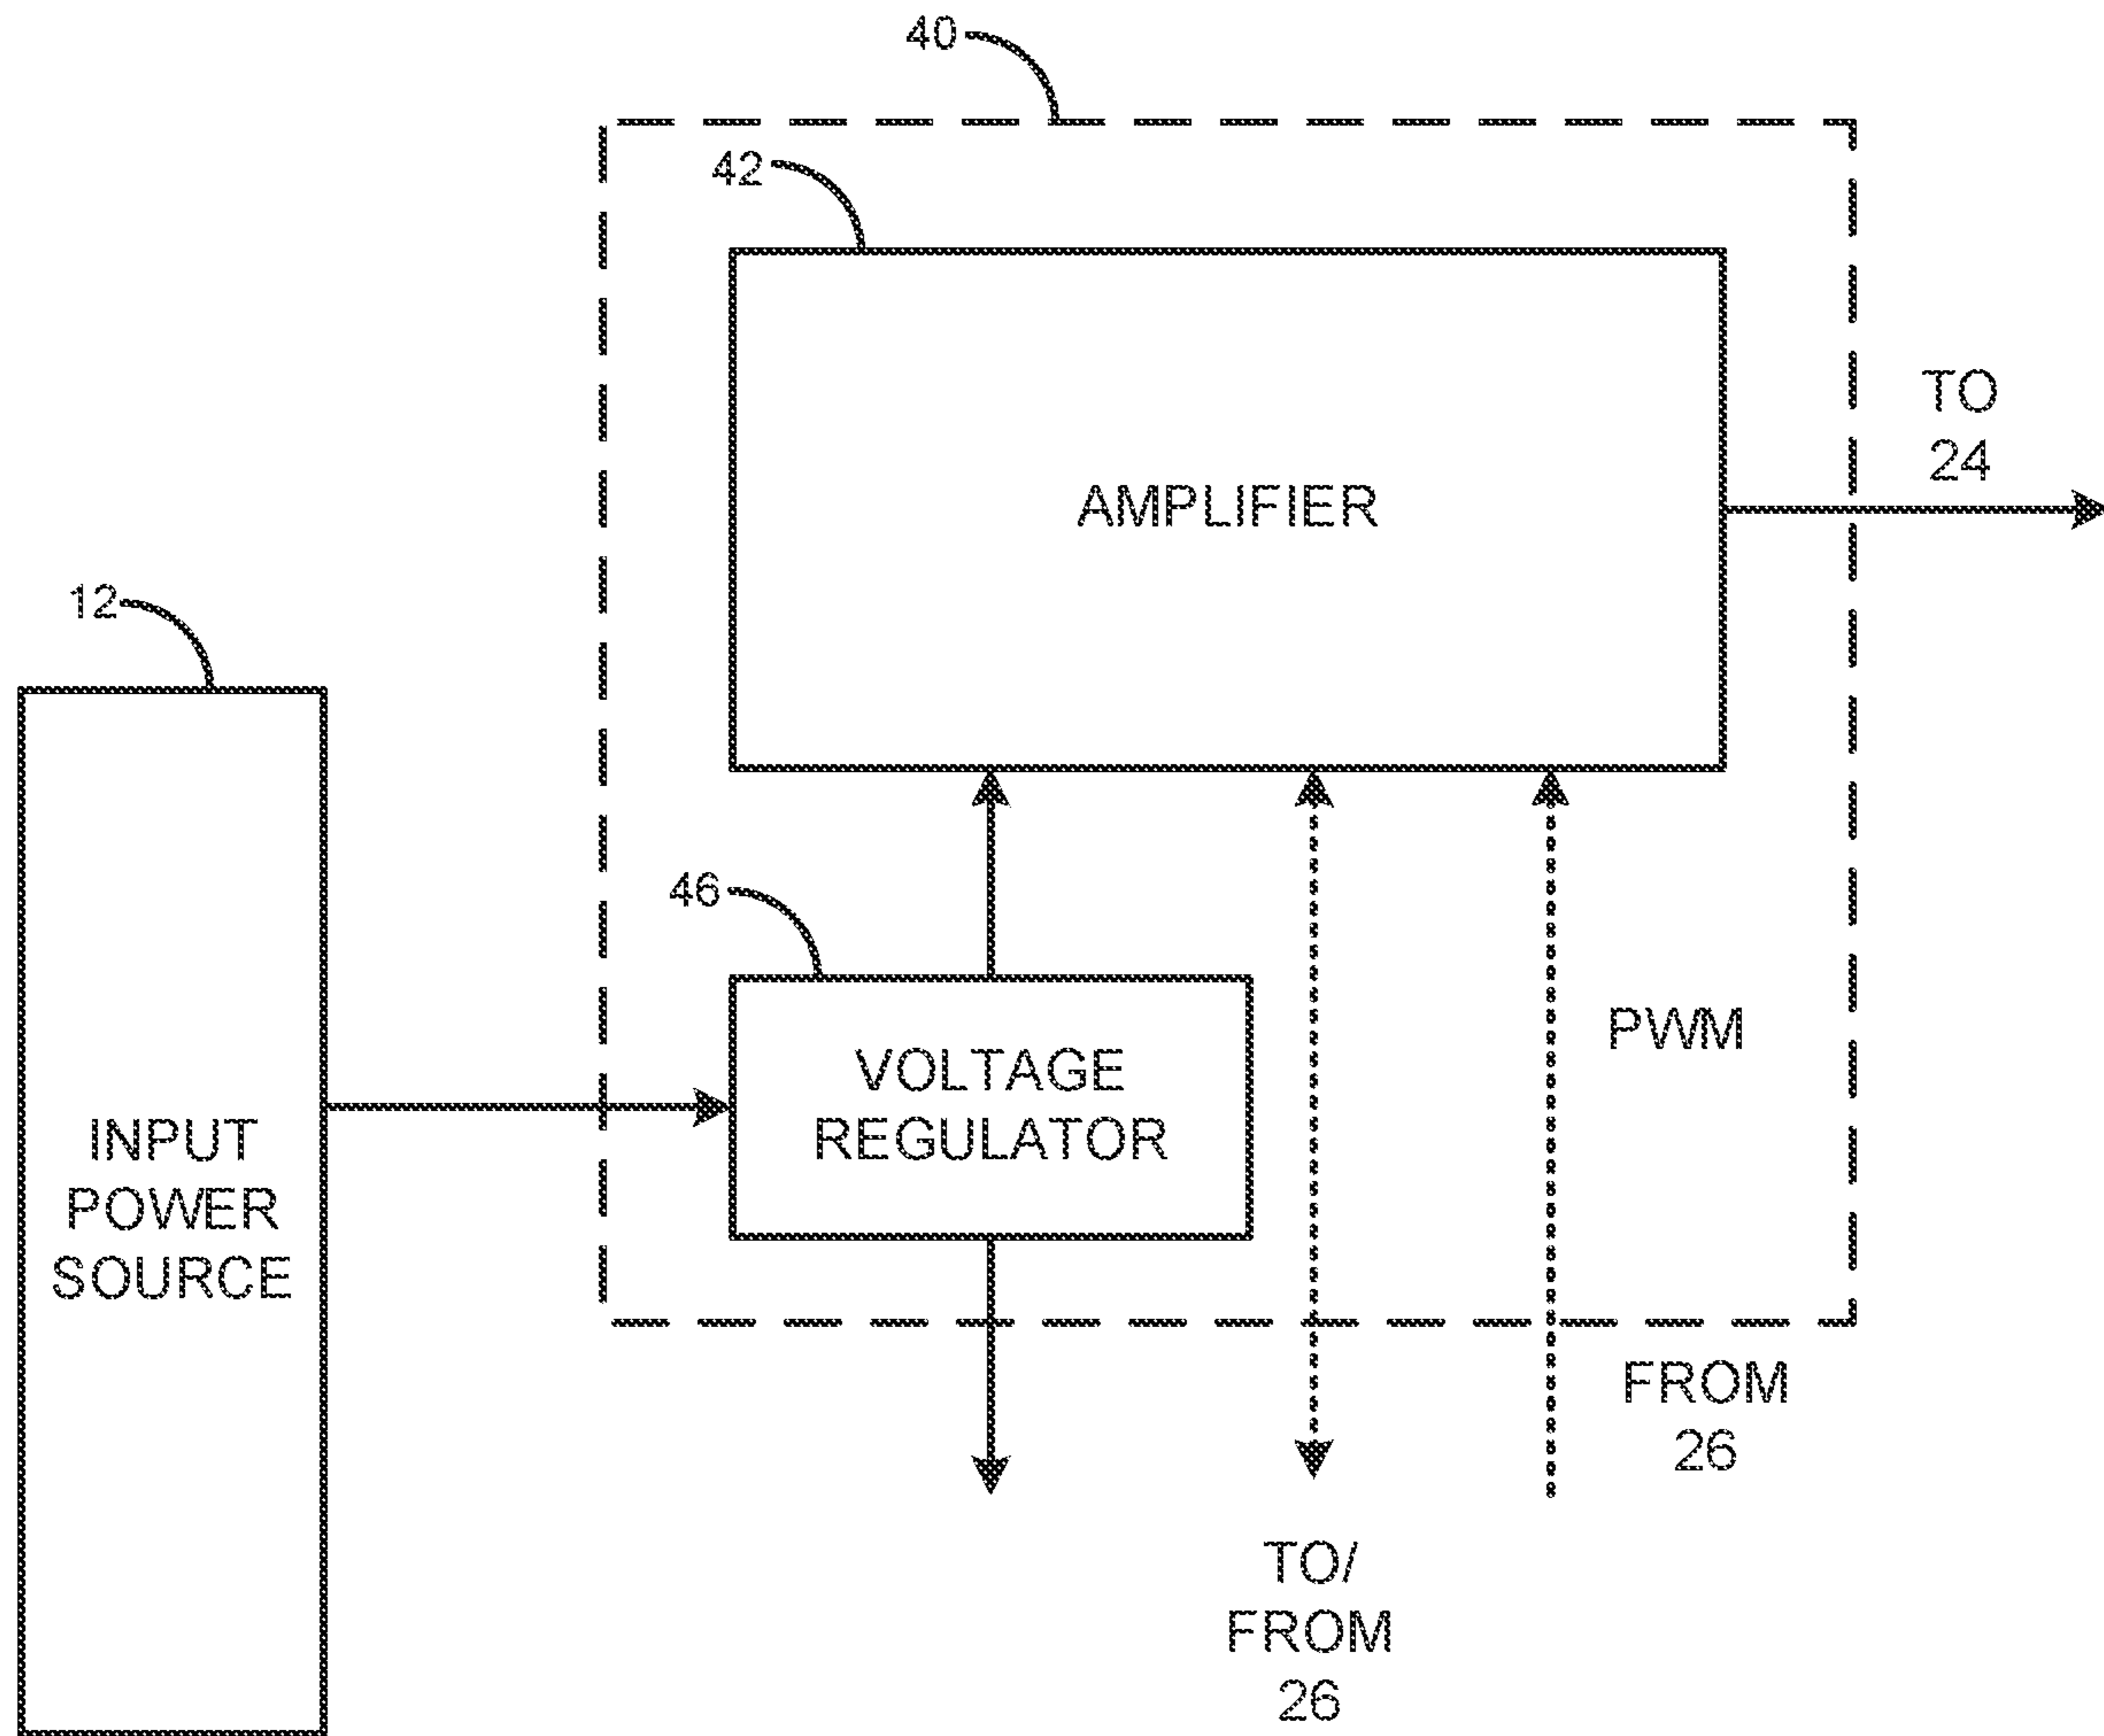 40
42
AMPLIFIER
TO
24
12
46
VOLTAGE
REGULATOR
PWM
INPUT
POWER
SOURCE
FROM
26
TO/
FROM
26